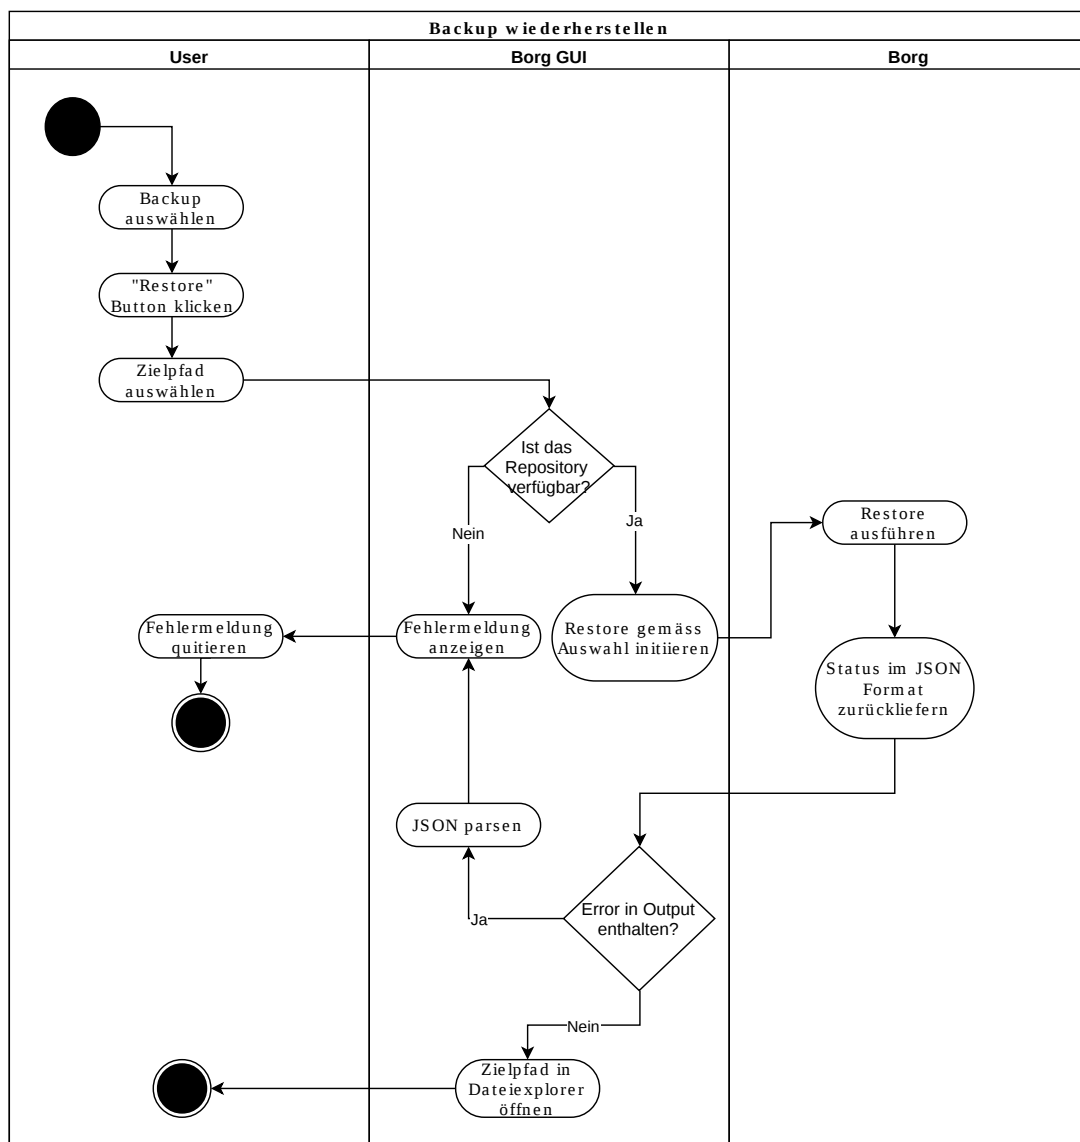 Backup wiederherstellen
User
Borg GUI
Borg
Backup
auswählen
"Restore"
Button klicken
Zielpfad
auswählen
Ist das
Repository
verfügbar?
Nein
Ja
Restore
ausführen
Fehlermeldung
quitieren
Fehlermeldung
anzeigen
Restore gemäss
Auswahl initiieren
Status im JSON
Format
zurückliefern
JSON parsen
Error in Output
enthalten?
Ja
Nein
Zielpfad in
Dateiexplorer
öffnen